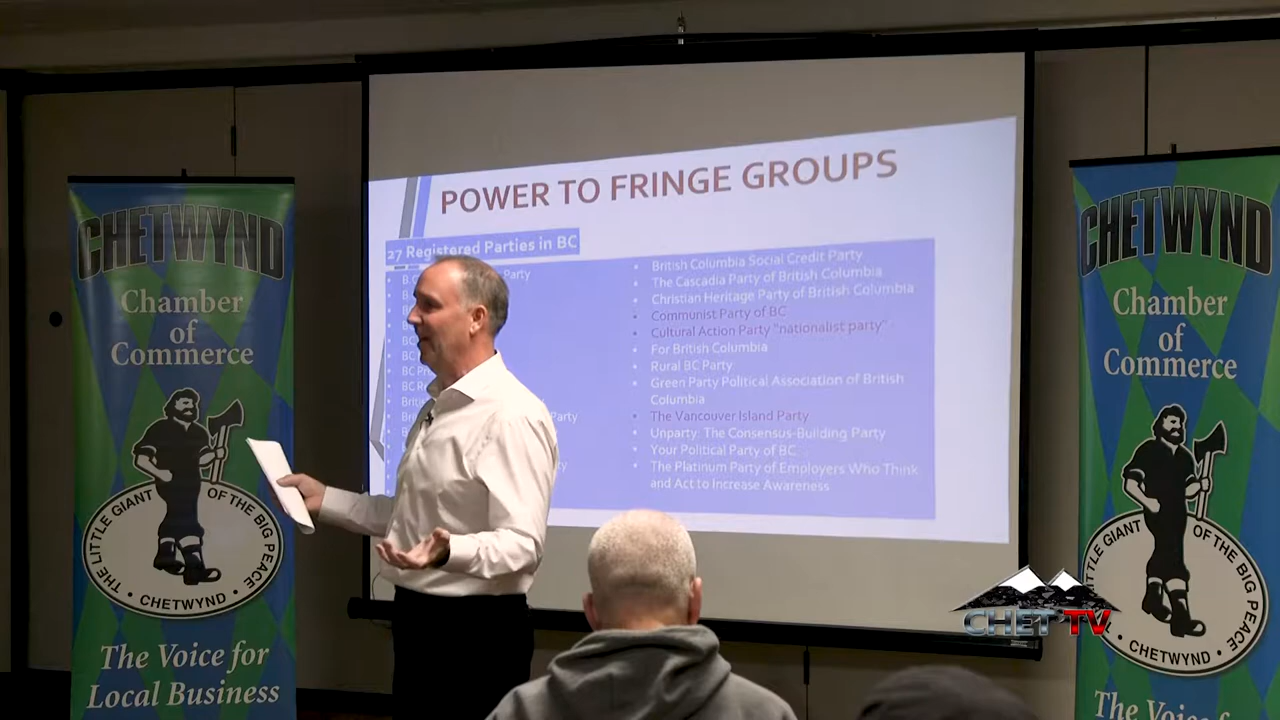 POWER TO FRINGE GROUPS
27 Registered Parties in BC
Party
Party
British Columbia Social Credit Party
The Cascadia Party of British Columbia
Christian Heritage Party of British Columbia
Communist Party of BC
Cultural Action Party "nationalist party"
For British Columbia
Rural BC Party
Green Party Political Association of British
Columbia
The Vancouver Island Party
Unparty: The Consensus-Building Party
Your Political Party of BC
The Platinum Party of Employers Who Think
and Act to Increase Awareness
CHETWYND
Chamber
of
Commerce
THE LITTLE GIANT OF THE BIG PEACE
• CHETWYND •
The Voice for
Local Business
CHETWYND
Chamber
of
Commerce
LITTLE GIANT OF THE BIG PEACE
• CHETWYND •
The Voice
CHET TV